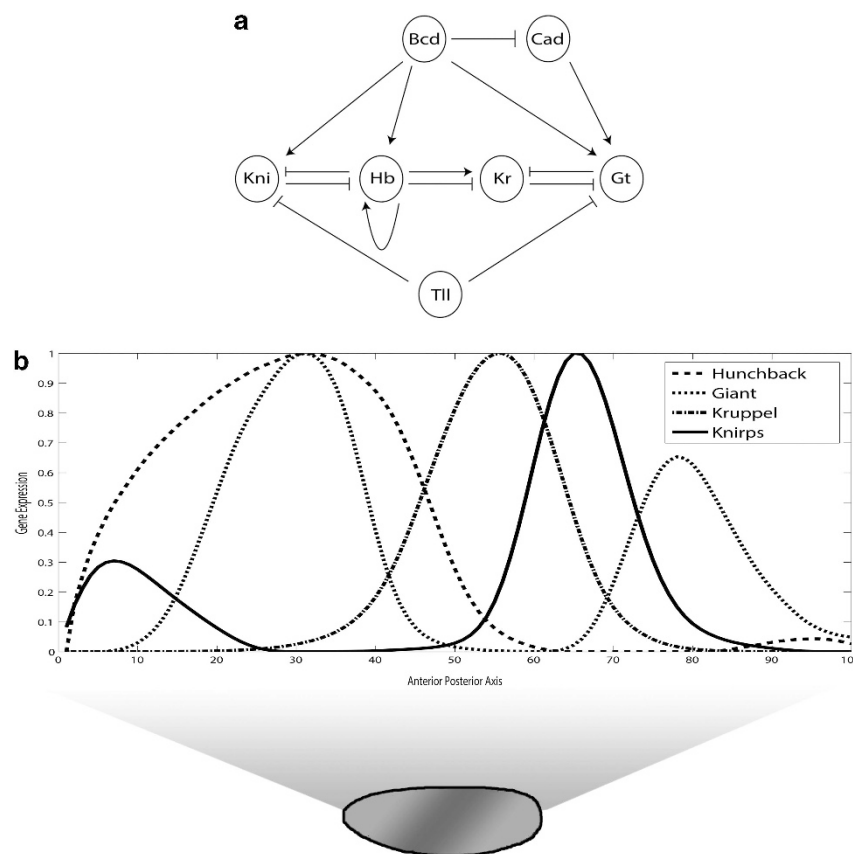 a
Bcd
Cad
Kni
Hb
Kr
Gt
Tll
b
Hunchback
Giant
Kruppel
Knirps
Gene Expression
1
0.9
0.8
0.7
0.6
0.5
0.4
0.3
0.2
0.1
0
0 10 20 30 40 50 60 70 80 90 100
Anterior Posterior Axis